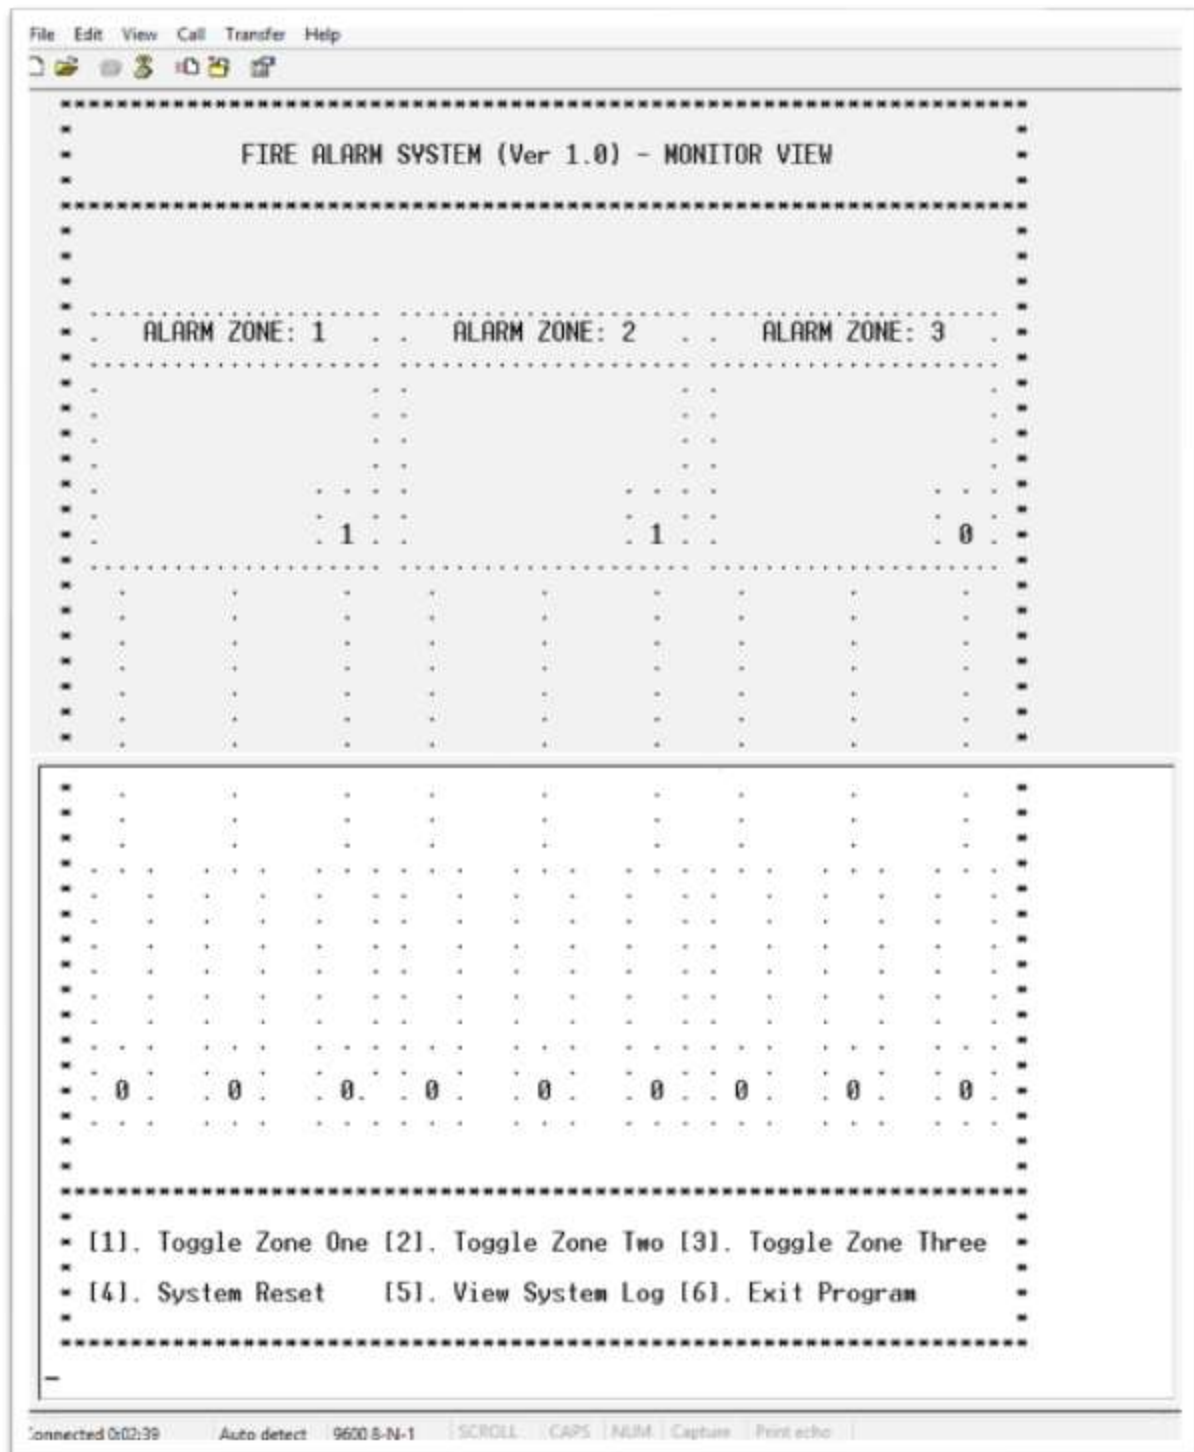 File Edit View Call Transfer Help
FIRE ALARM SYSTEM (Ver 1.0) - MONITOR VIEW
ALARM ZONE: 1 ALARM ZONE: 2 ALARM ZONE: 3
1 1 0
0 0 0 0 0 0 0 0 0
[1]. Toggle Zone One [2]. Toggle Zone Two [3]. Toggle Zone Three
[4]. System Reset [5]. View System Log [6]. Exit Program
Connected 0:02:39 Auto detect 9600 8-N-1 SCROLL CAPS NUM Capture Print echo